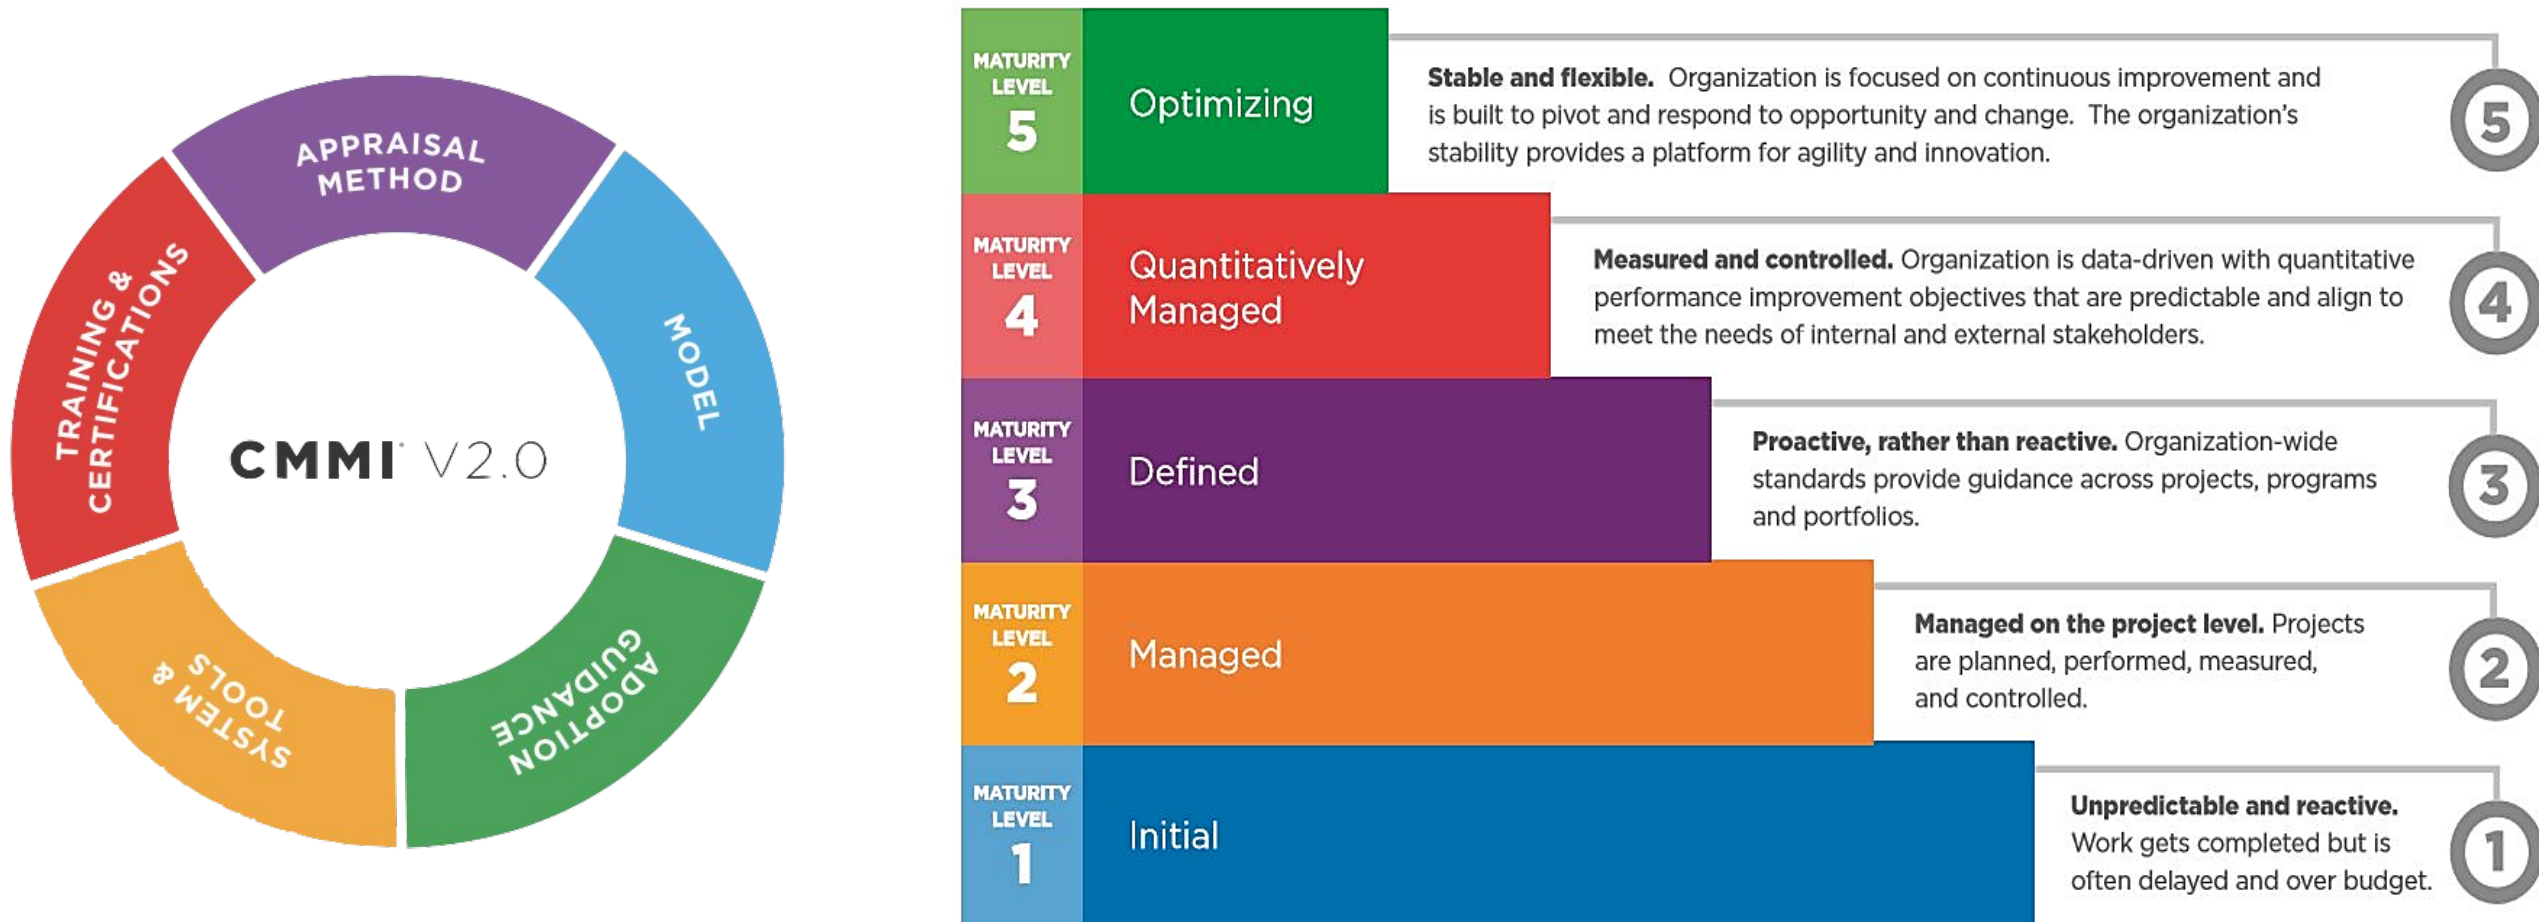 APPRAISAL
METHOD
MODEL
ADOPTION
GUIDANCE
SYSTEM &
TOOLS
TRAINING &
CERTIFICATIONS
CMMI® V2.0
MATURITY
LEVEL
5
Optimizing
Stable and flexible. Organization is focused on continuous improvement and
is built to pivot and respond to opportunity and change. The organization's
stability provides a platform for agility and innovation.
5
MATURITY
LEVEL
4
Quantitatively
Managed
Measured and controlled. Organization is data-driven with quantitative
performance improvement objectives that are predictable and align to
meet the needs of internal and external stakeholders.
4
MATURITY
LEVEL
3
Defined
Proactive, rather than reactive. Organization-wide
standards provide guidance across projects, programs
and portfolios.
3
MATURITY
LEVEL
2
Managed
Managed on the project level. Projects
are planned, performed, measured,
and controlled.
2
MATURITY
LEVEL
1
Initial
Unpredictable and reactive.
Work gets completed but is
often delayed and over budget.
1